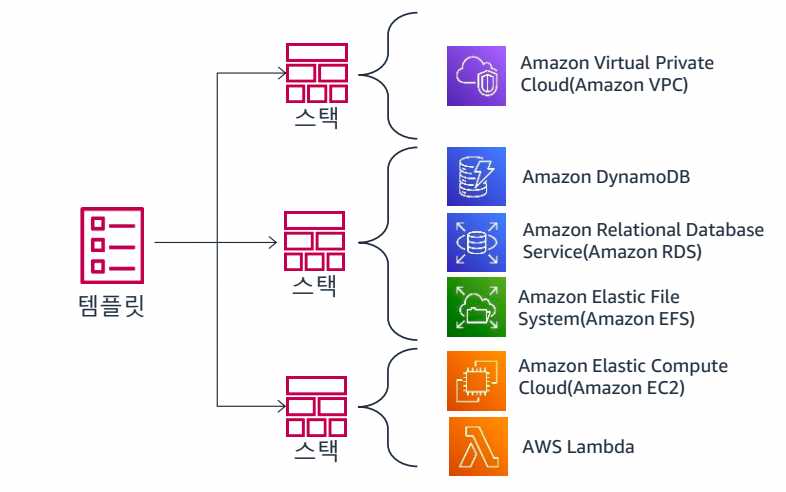 스택
Amazon Virtual Private
Cloud(Amazon VPC)
템플릿
스택
Amazon DynamoDB
Amazon Relational Database
Service(Amazon RDS)
Amazon Elastic File
System(Amazon EFS)
스택
Amazon Elastic Compute
Cloud(Amazon EC2)
AWS Lambda